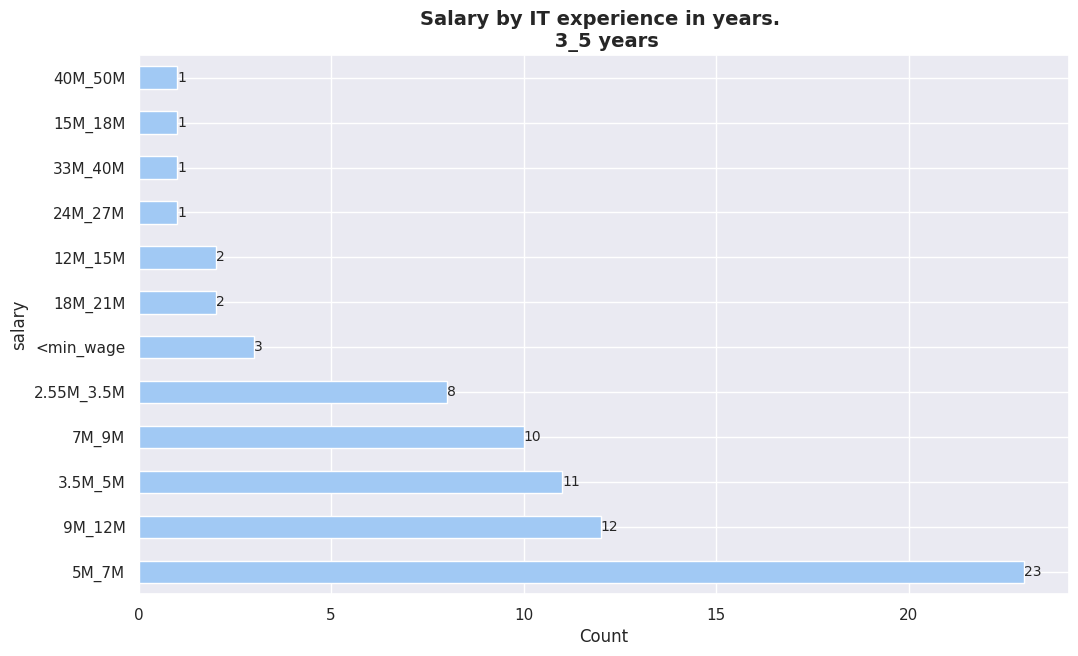 Salary by IT experience in years.
3_5 years
40M_50M 1
15M_18M 1
33M_40M 1
24M_27M 1
12M_15M 2
18M_21M 2
<min_wage 3
2.55M_3.5M 8
7M_9M 10
3.5M_5M 11
9M_12M 12
5M_7M 23
salary
0 5 10 15 20
Count